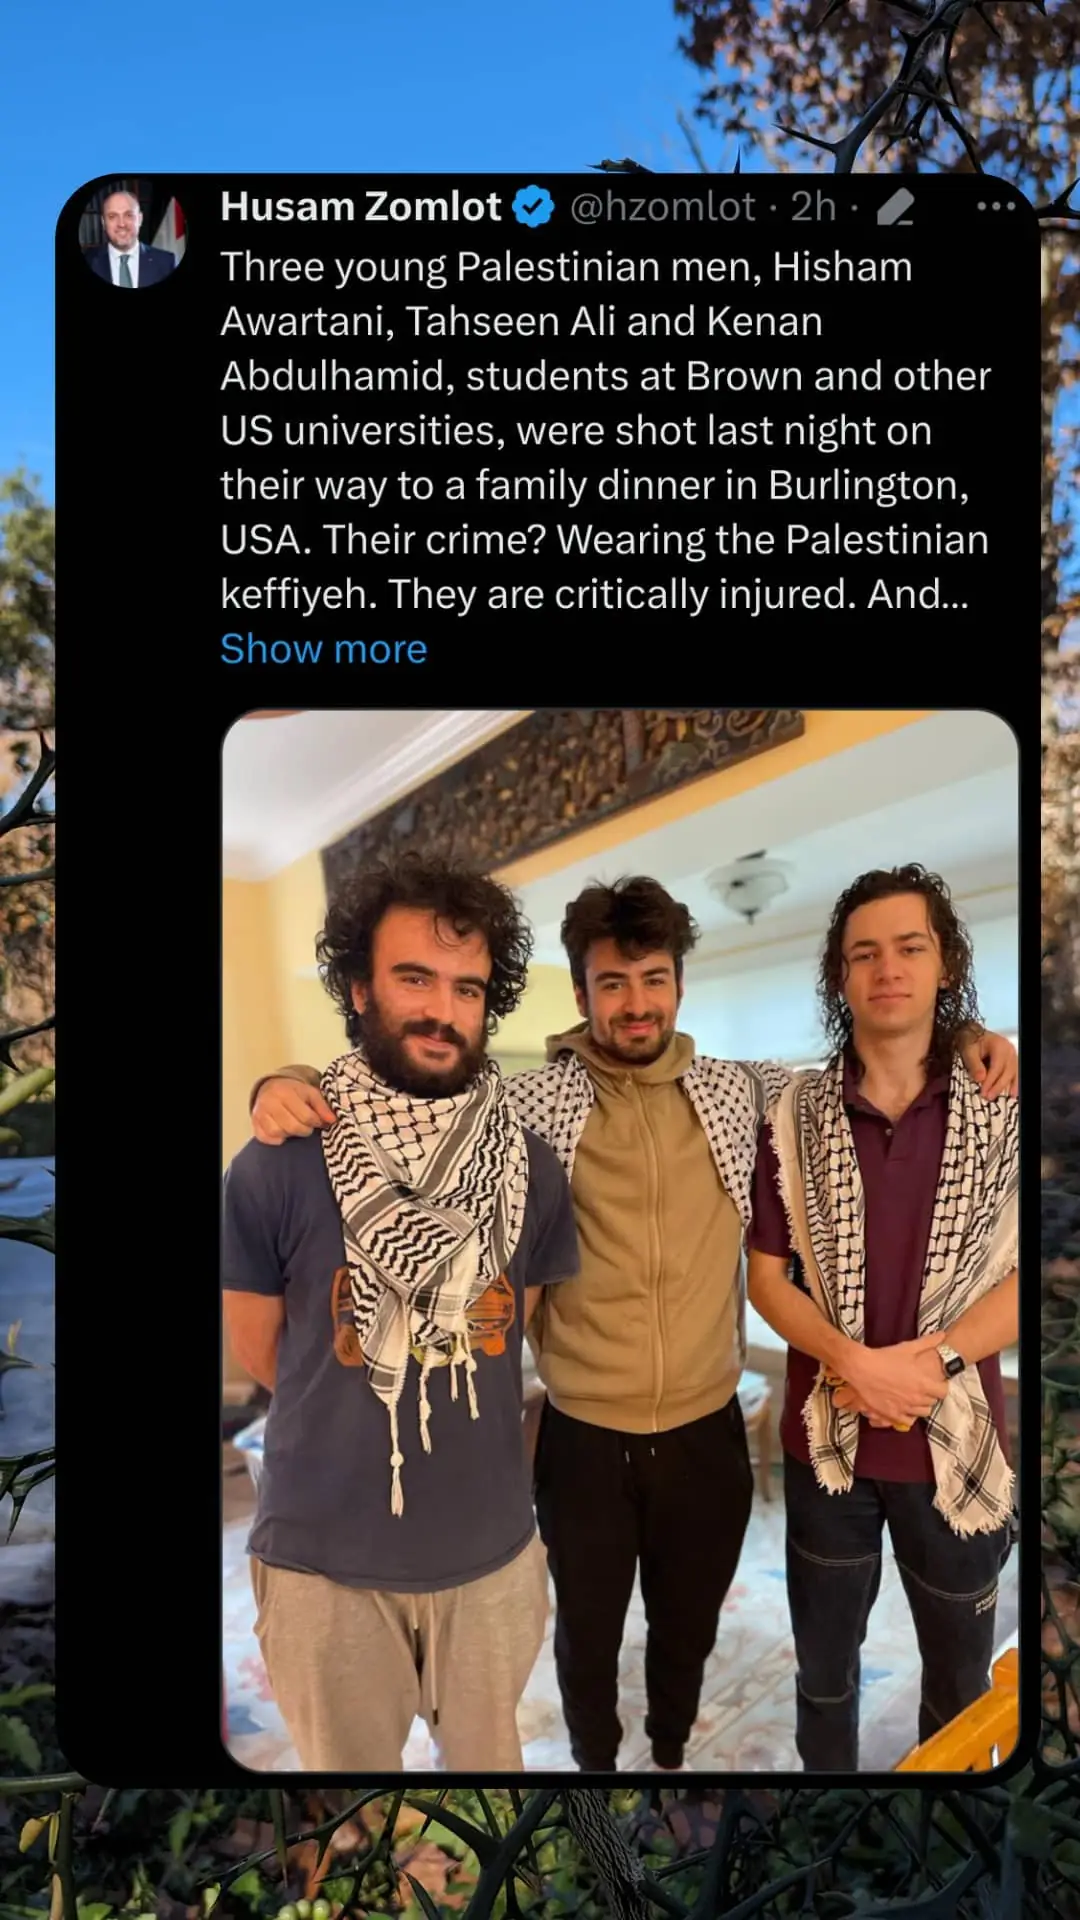 Husam Zomlot @hzomlot · 2h ·
Three young Palestinian men, Hisham
Awartani, Tahseen Ali and Kenan
Abdulhamid, students at Brown and other
US universities, were shot last night on
their way to a family dinner in Burlington,
USA. Their crime? Wearing the Palestinian
keffiyeh. They are critically injured. And...
Show more